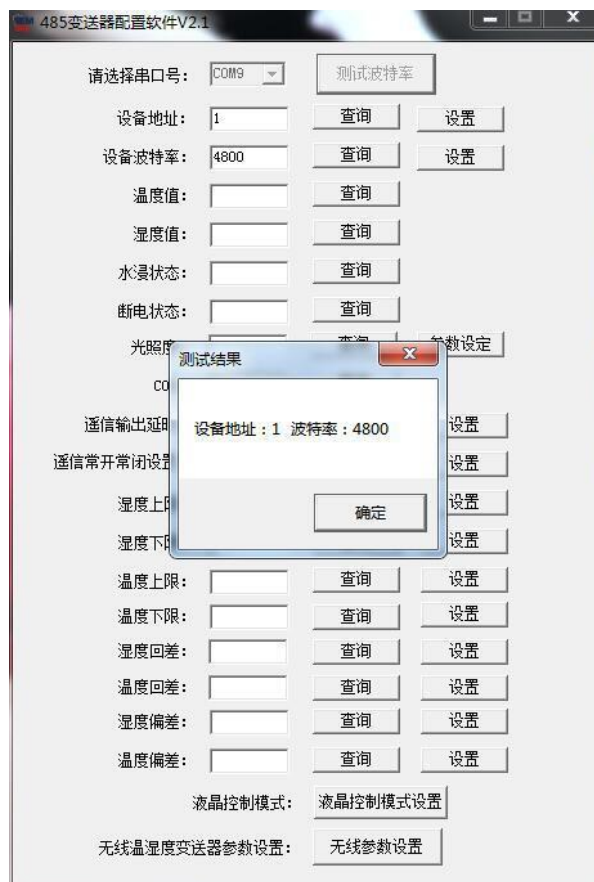 485变送器配置软件V2.1
请选择串口号： COM9 测试波特率
设备地址： 1 查询 设置
设备波特率： 4800 查询 设置
温度值： 查询
湿度值： 查询
水浸状态： 查询
断电状态： 查询
光照度 查询 参数设定
测试结果
CO
设备地址：1 波特率：4800
遥信输出延时 设置
遥信常开常闭设置 设置
湿度上限 设置
确定
湿度下限 设置
温度上限： 查询 设置
温度下限： 查询 设置
湿度回差： 查询 设置
温度回差： 查询 设置
湿度偏差： 查询 设置
温度偏差： 查询 设置
液晶控制模式： 液晶控制模式设置
无线温湿度变送器参数设置： 无线参数设置